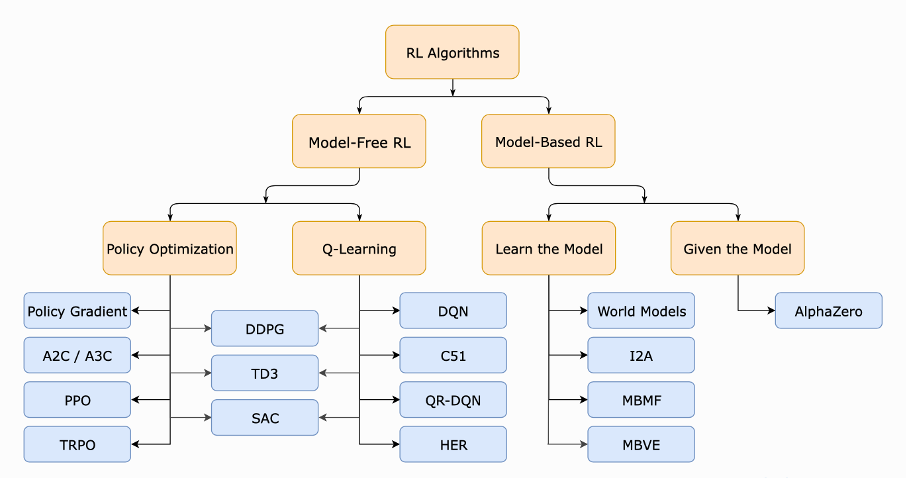 RL Algorithms
Model-Free RL
Model-Based RL
Policy Optimization
Q-Learning
Learn the Model
Given the Model
Policy Gradient
DDPG
DQN
World Models
AlphaZero
A2C / A3C
TD3
C51
I2A
PPO
SAC
QR-DQN
MBMF
TRPO
HER
MBVE